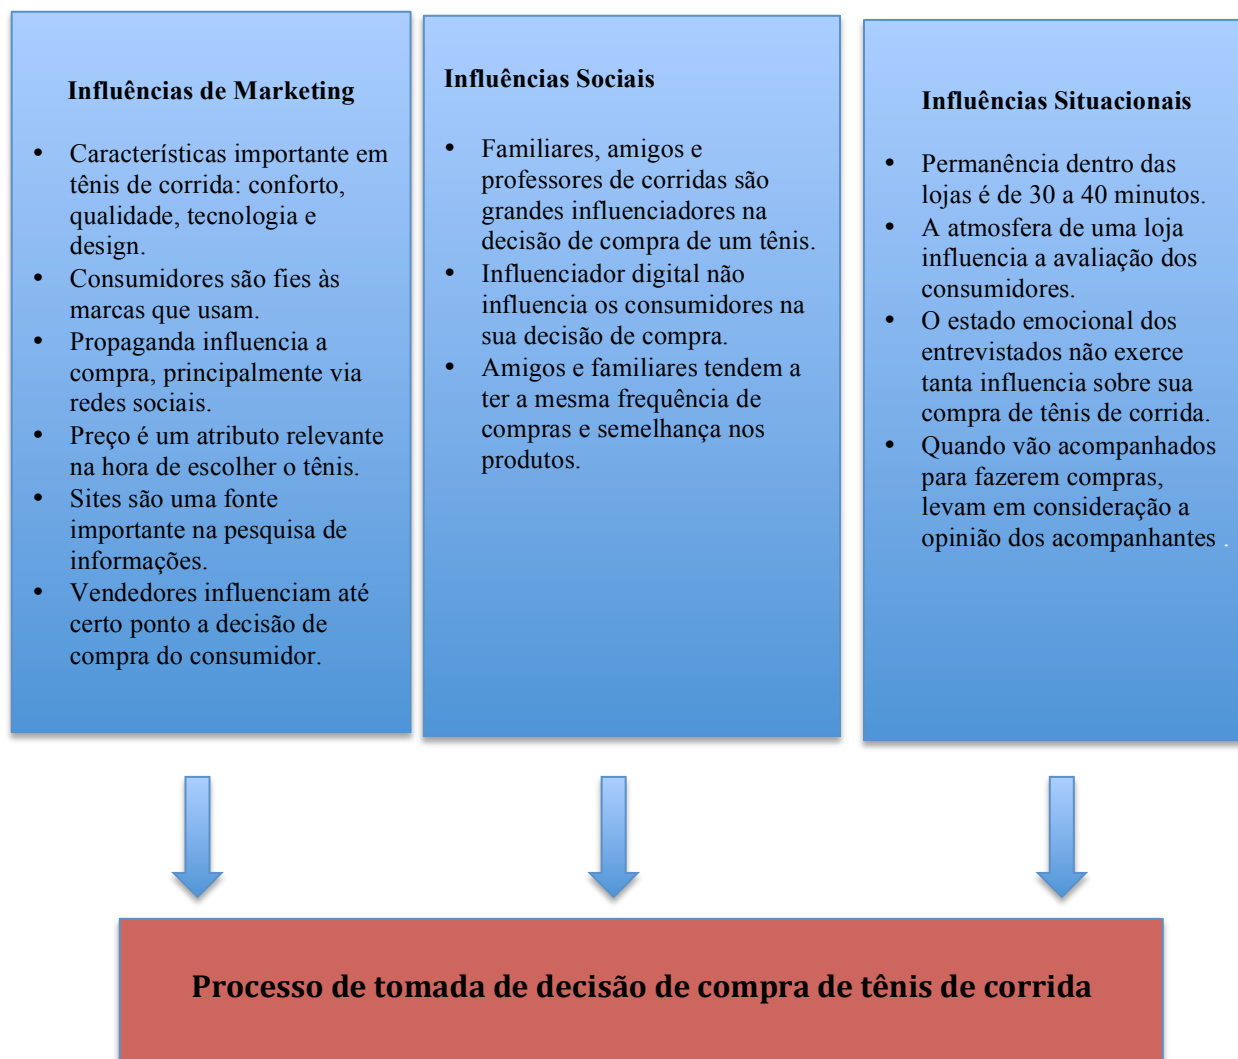 Influências de Marketing
• Características importante em
tênis de corrida: conforto,
qualidade, tecnologia e
design.
• Consumidores são fies às
marcas que usam.
• Propaganda influencia a
compra, principalmente via
redes sociais.
• Preço é um atributo relevante
na hora de escolher o tênis.
• Sites são uma fonte
importante na pesquisa de
informações.
• Vendedores influenciam até
certo ponto a decisão de
compra do consumidor.
Influências Sociais
• Familiares, amigos e
professores de corridas são
grandes influenciadores na
decisão de compra de um tênis.
• Influenciador digital não
influencia os consumidores na
sua decisão de compra.
• Amigos e familiares tendem a
ter a mesma frequência de
compras e semelhança nos
produtos.
Influências Situacionais
• Permanência dentro das
lojas é de 30 a 40 minutos.
• A atmosfera de uma loja
influencia a avaliação dos
consumidores.
• O estado emocional dos
entrevistados não exerce
tanta influencia sobre sua
compra de tênis de corrida.
• Quando vão acompanhados
para fazerem compras,
levam em consideração a
opinião dos acompanhantes .
Processo de tomada de decisão de compra de tênis de corrida